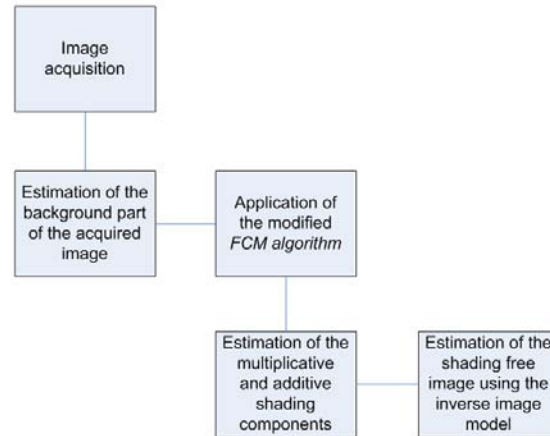 Image
acquisition
Estimation of the
background part
of the acquired
image
Application of
the modified
FCM algorithm
Estimation of the
multiplicative
and additive
shading
components
Estimation of the
shading free
image using the
inverse image
model